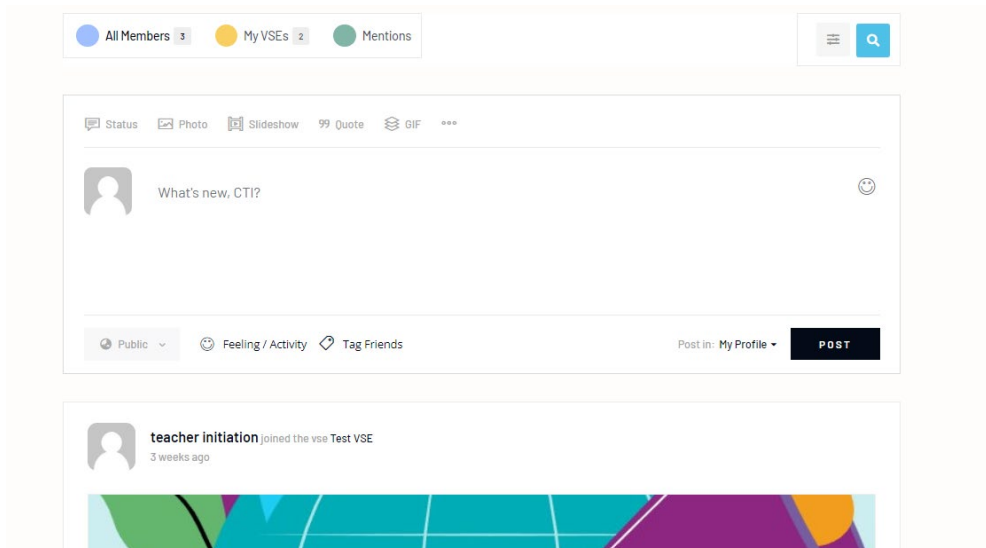 All Members 3 My VSEs 2 Mentions
Status Photo Slideshow 99 Quote GIF
What's new, CTI?
Public Feeling / Activity Tag Friends Post in: My Profile POST
teacher initiation joined the vse Test VSE
3 weeks ago